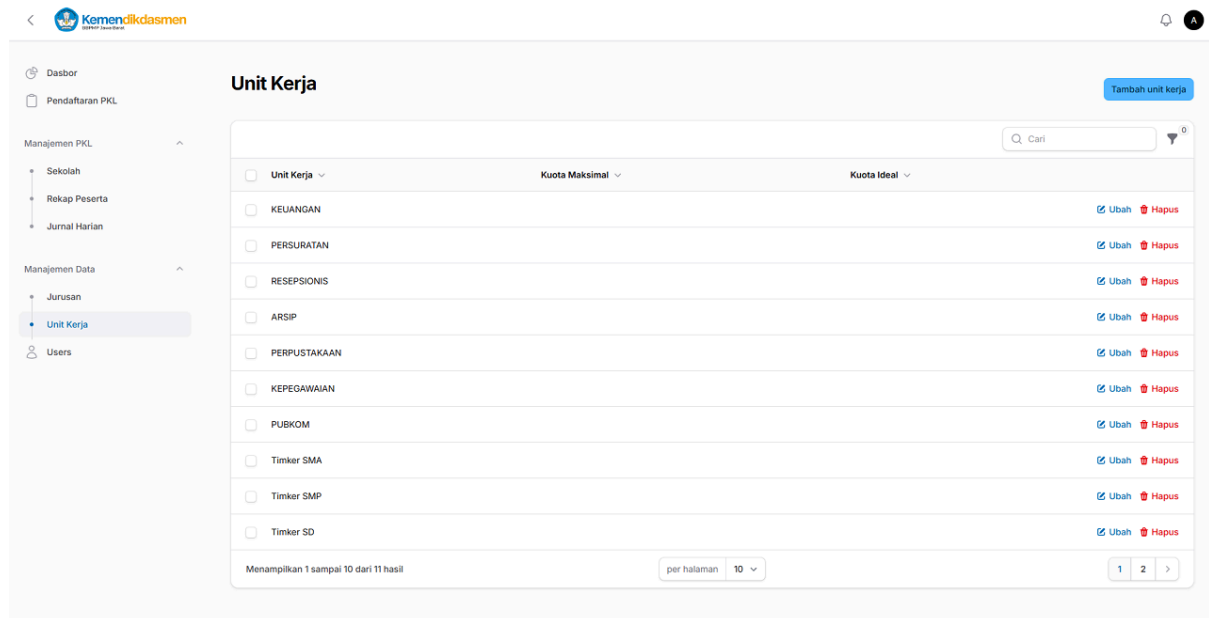 Kemendikdasmen
BBPMP Jawa Barat
A
Dasbor
Pendaftaran PKL
Manajemen PKL
Sekolah
Rekap Peserta
Jurnal Harian
Manajemen Data
Jurusan
Unit Kerja
Users
Unit Kerja
Tambah unit kerja
Cari
0
Unit Kerja Kuota Maksimal Kuota Ideal
KEUANGAN Ubah Hapus
PERSURATAN Ubah Hapus
RESEPSIONIS Ubah Hapus
ARSIP Ubah Hapus
PERPUSTAKAAN Ubah Hapus
KEPEGAWAIAN Ubah Hapus
PUBKOM Ubah Hapus
Timker SMA Ubah Hapus
Timker SMP Ubah Hapus
Timker SD Ubah Hapus
Menampilkan 1 sampai 10 dari 11 hasil per halaman 10 1 2